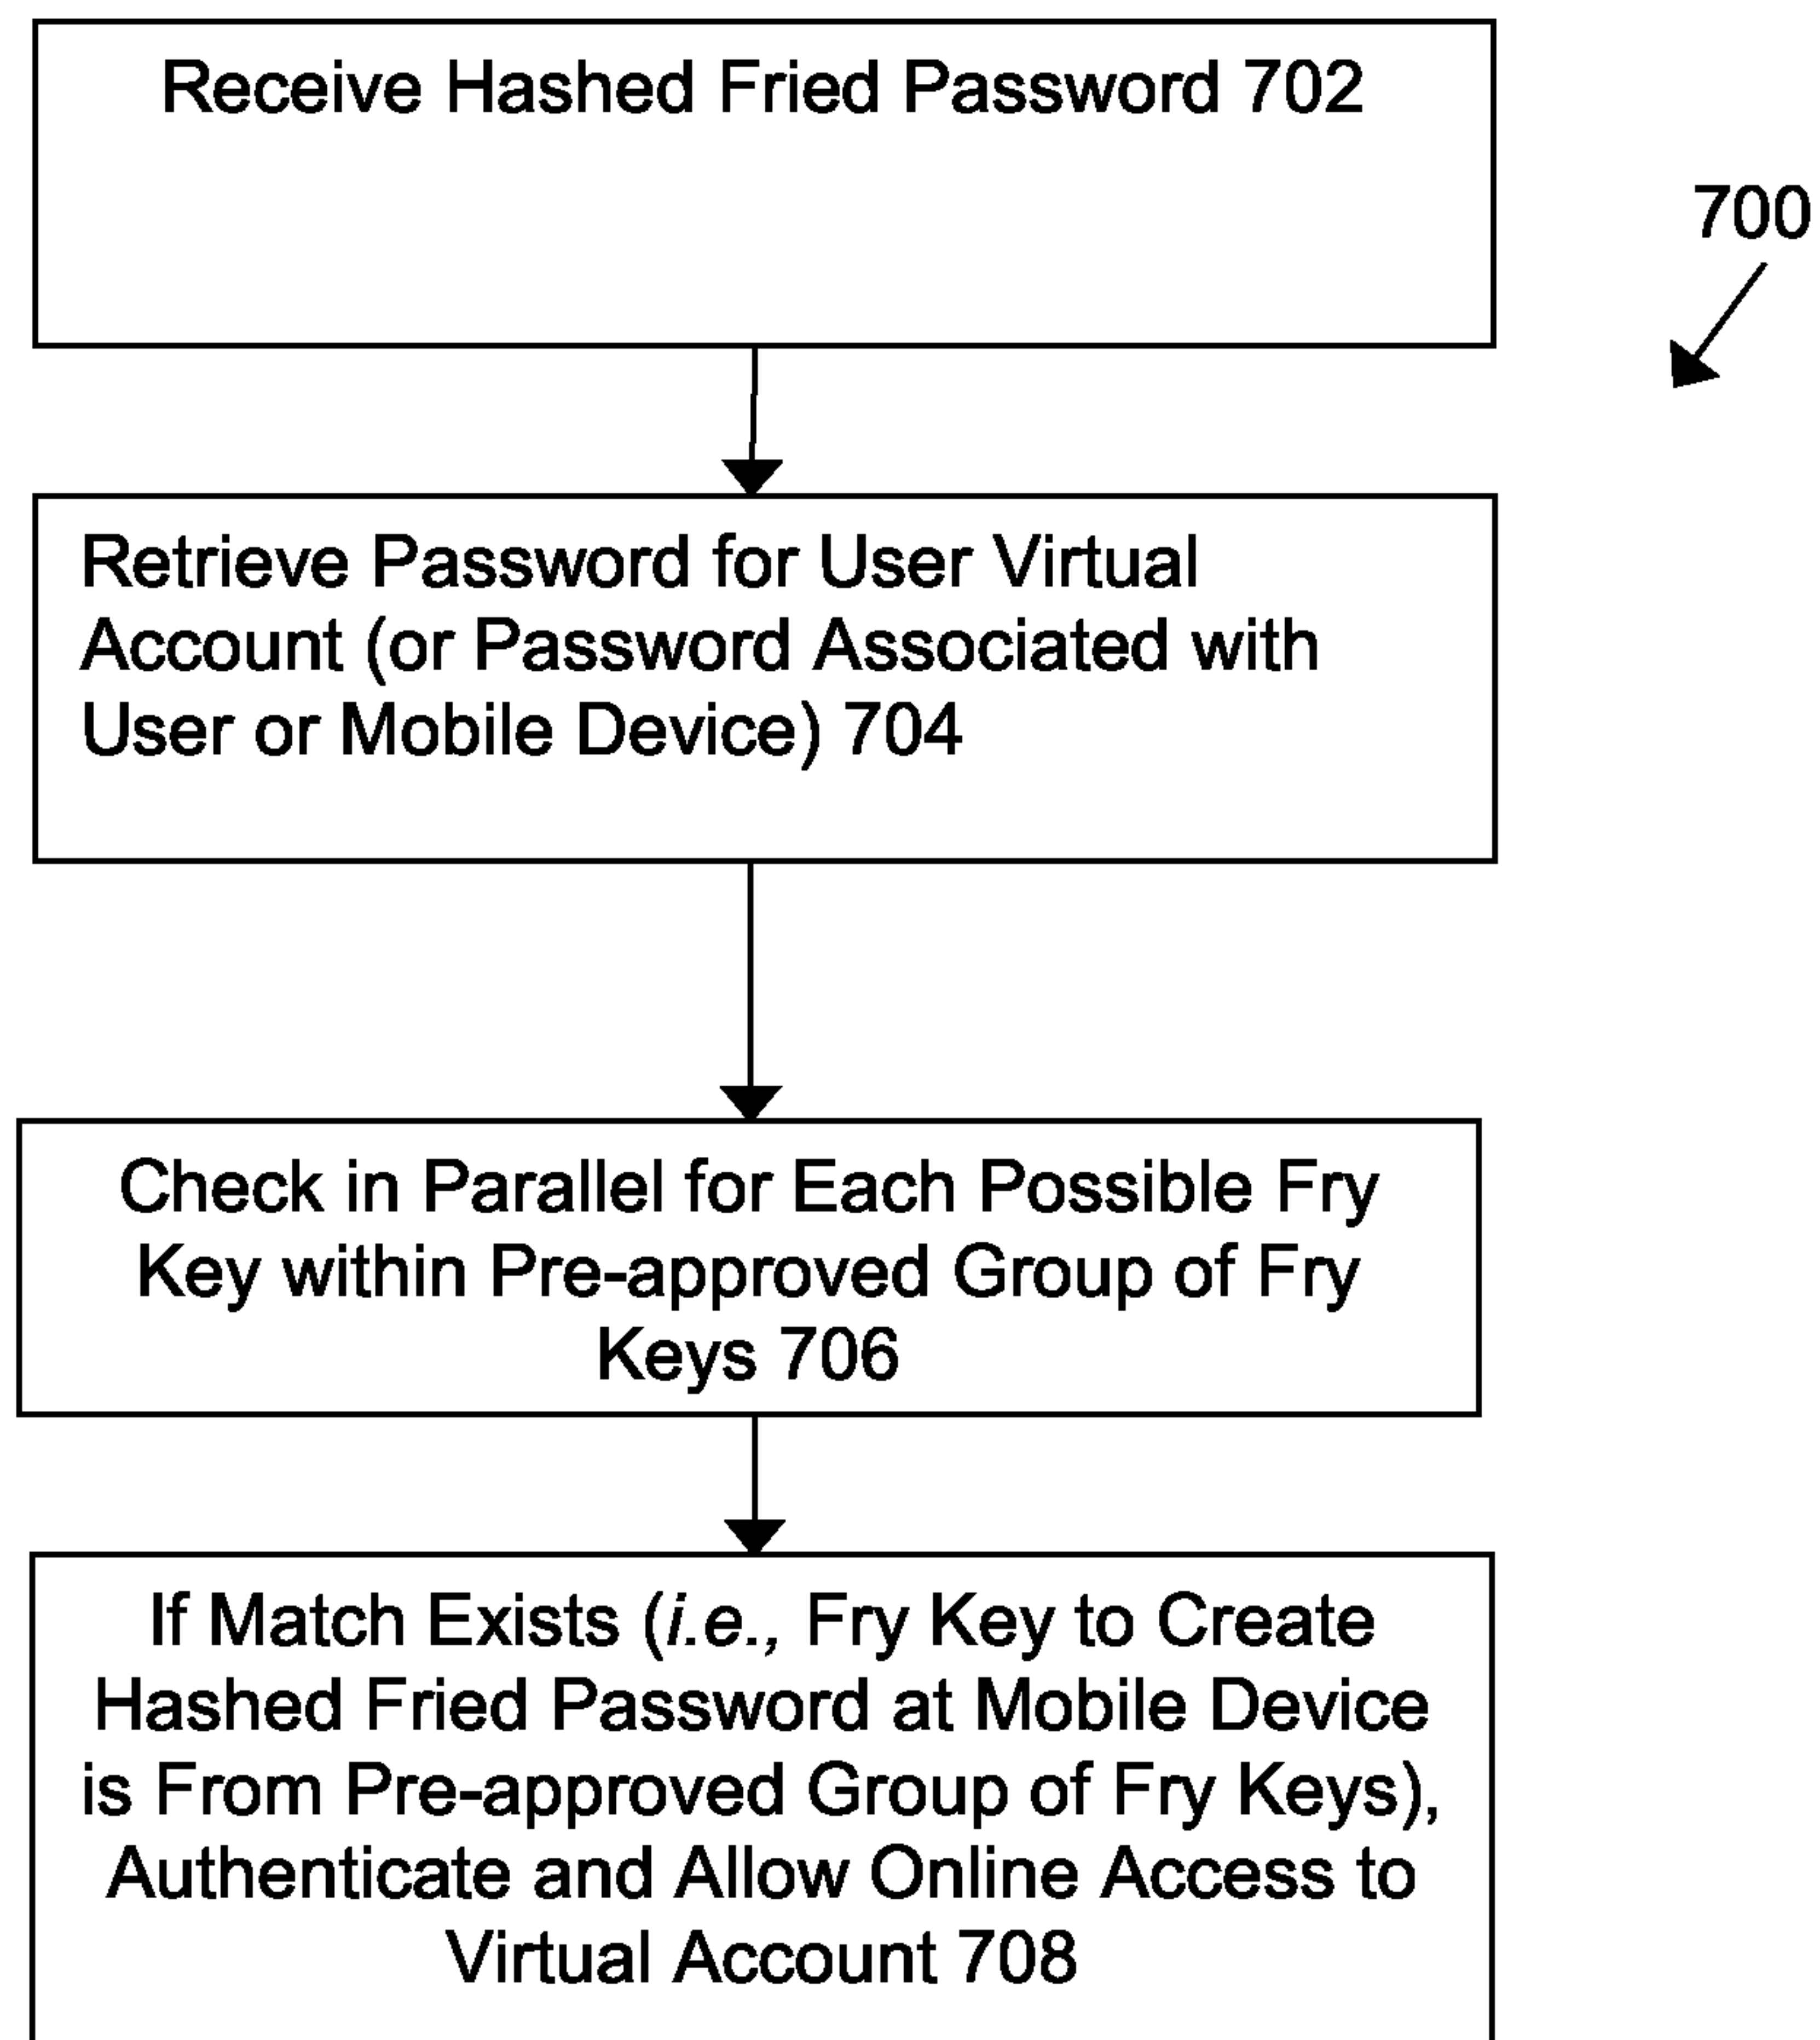 Receive Hashed Fried Password 702
700
Retrieve Password for User Virtual
Account (or Password Associated with
User or Mobile Device) 704
Check in Parallel for Each Possible Fry
Key within Pre-approved Group of Fry
Keys 706
If Match Exists (i.e., Fry Key to Create
Hashed Fried Password at Mobile Device
is From Pre-approved Group of Fry Keys),
Authenticate and Allow Online Access to
Virtual Account 708